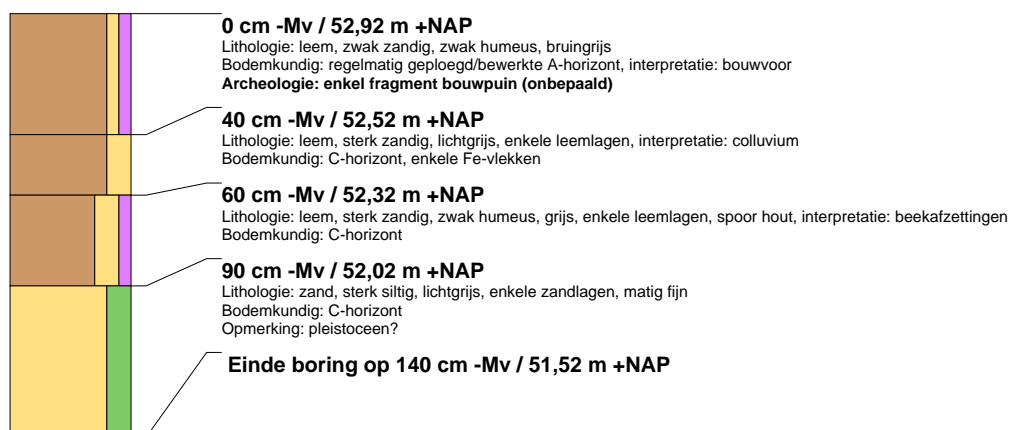 0 cm -Mv / 52,92 m +NAP
Lithologie: leem, zwak zandig, zwak humeus, bruingrijs
Bodemkundig: regelmatig geploegd/bewerkte A-horizont, interpretatie: bouwvoor
Archeologie: enkel fragment bouwpuin (onbepaald)
40 cm -Mv / 52,52 m +NAP
Lithologie: leem, sterk zandig, lichtgrijs, enkele leemlagen, interpretatie: colluvium
Bodemkundig: C-horizont, enkele Fe-vlekken
60 cm -Mv / 52,32 m +NAP
Lithologie: leem, sterk zandig, zwak humeus, grijs, enkele leemlagen, spoor hout, interpretatie: beekafzettingen
Bodemkundig: C-horizont
90 cm -Mv / 52,02 m +NAP
Lithologie: zand, sterk siltig, lichtgrijs, enkele zandlagen, matig fijn
Bodemkundig: C-horizont
Opmerking: pleistoceen?
Einde boring op 140 cm -Mv / 51,52 m +NAP